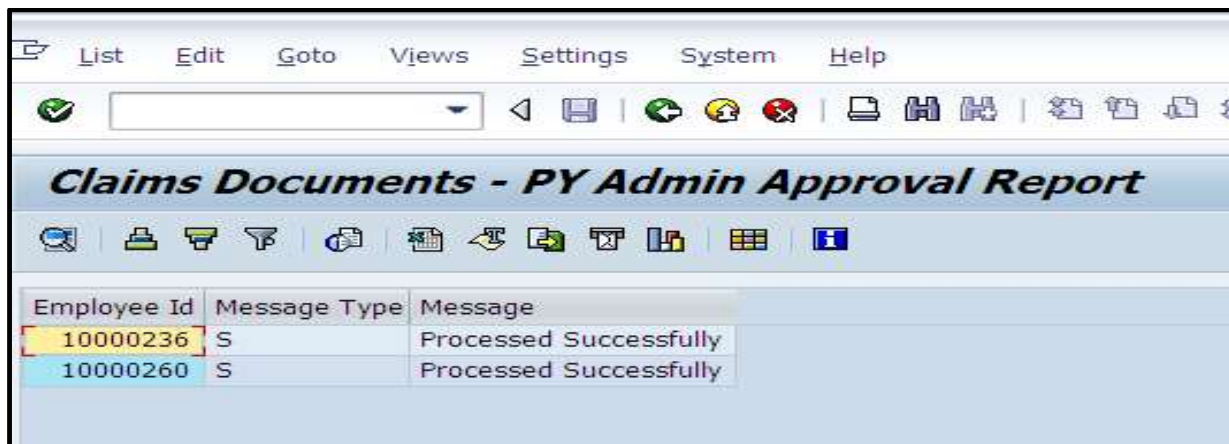 List Edit Goto Views Settings System Help
Claims Documents - PY Admin Approval Report
Employee Id Message Type Message
10000236 S Processed Successfully
10000260 S Processed Successfully